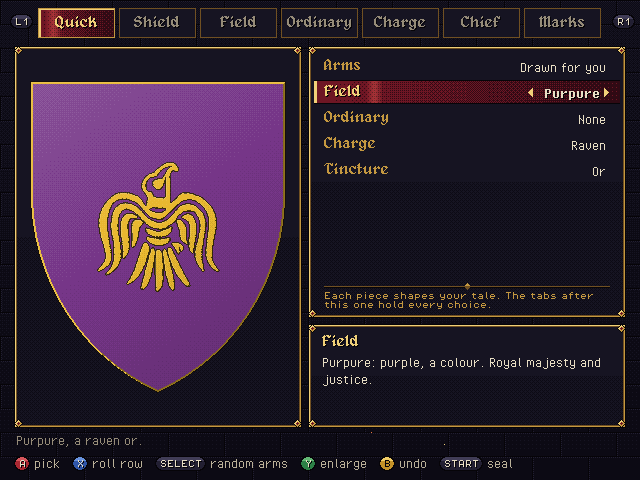 L1 Quick Shield Field Ordinary Charge Chief Marks R1
Arms Drawn for you
Field Purpure
Ordinary None
Charge Raven
Tincture Or
Each piece shapes your tale. The tabs after
this one hold every choice.
Field
Purpure: purple, a colour. Royal majesty and
justice.
Purpure, a raven or.
A pick X roll row SELECT random arms Y enlarge B undo START seal